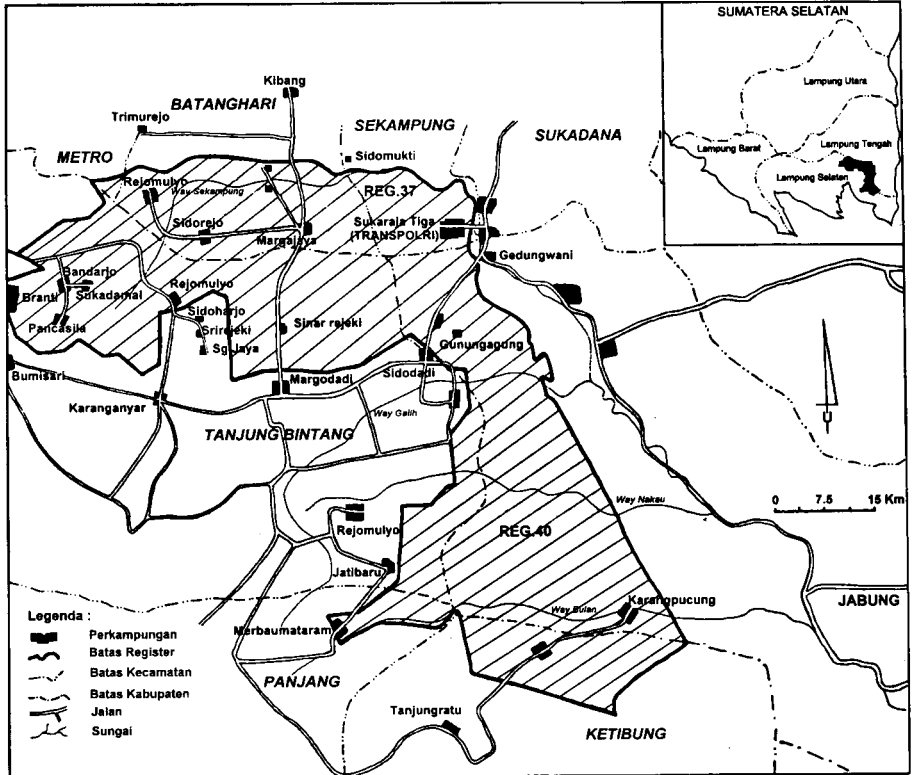 SUMATERA SELATAN
Lampung Utara
Lampung Barat
Lampung Tengah
Lampung Selatan
Kibang
BATANGHARI
Trimurejo
SEKAMPUNG
SUKADANA
METRO
Sidomukti
Rejomulyo
Way Sekampung
REG.37
Sidorejo
Margajaya
Sukaraja Tiga
(TRANSPOLRI)
Gedungwani
Bandarjo
Branti
Sukadamai
Rejomulyo
Sidoharjo
Pancasila
Srirejeki
Sinar rejeki
Gunungagung
Sg. Jaya
Bumisari
Margodadi
Sidodadi
Karanganyar
Way Galih
TANJUNG BINTANG
U
Way Naksu
0 7.5 15 Km
Rejomulyo
REG.40
Jatibaru
Way Bulan
Karangpucung
JABUNG
Merbaumataram
PANJANG
Tanjungratu
KETIBUNG
Legenda :
Perkampungan
Batas Register
Batas Kecamatan
Batas Kabupaten
Jalan
Sungai